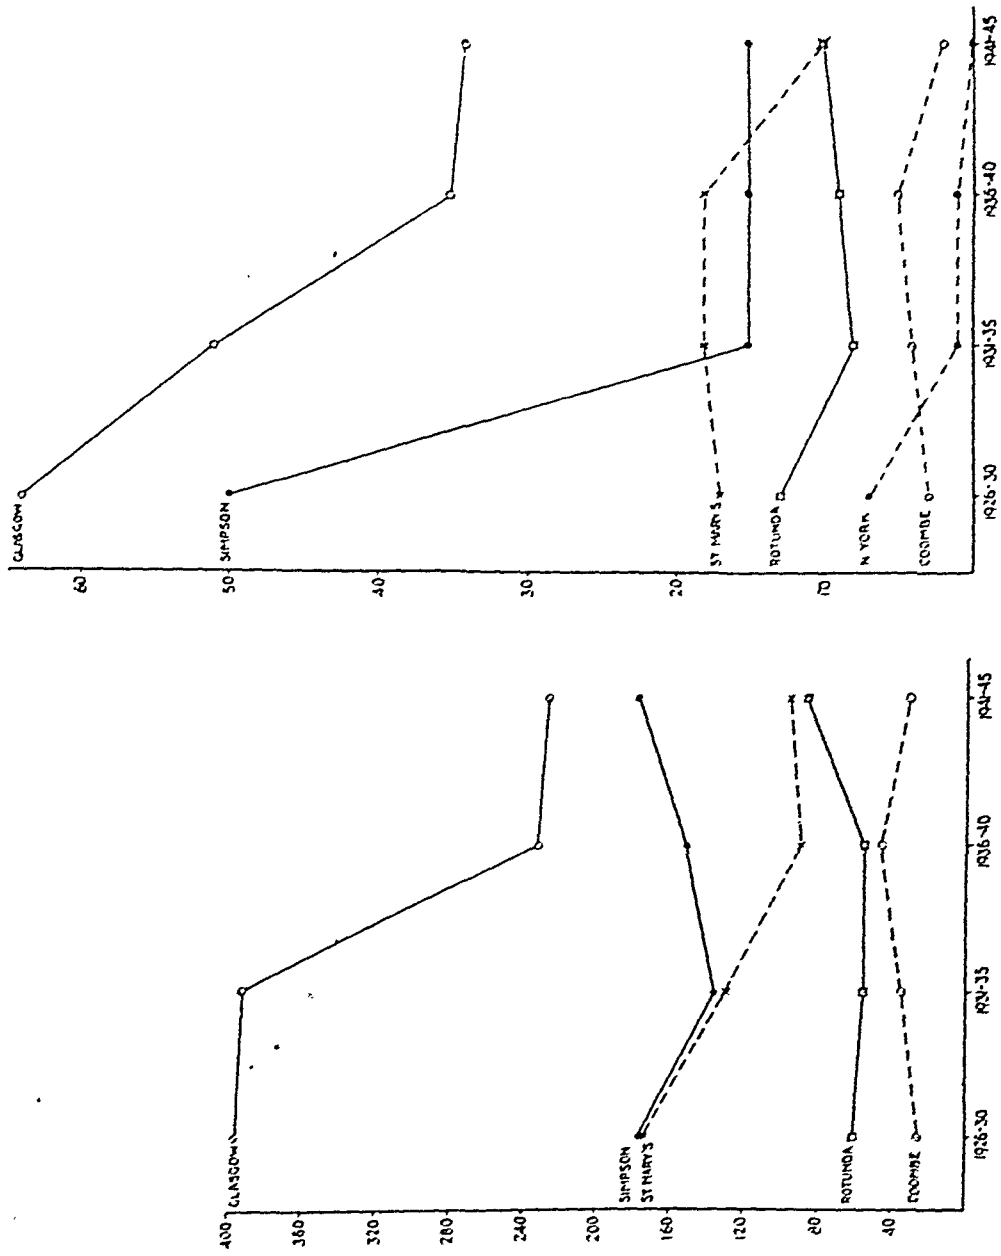 60
50
40
30
20
10
GLASGOW
SIMPSON
ST MARY'S
ROTUNDA
N YORK
COOMBE
1926-30
1931-35
1936-40
1941-45
400
360
320
280
240
200
160
120
80
40
GLASGOW
SIMPSON
ST MARY'S
ROTUNDA
COOMBE
1926-30
1931-35
1936-40
1941-45